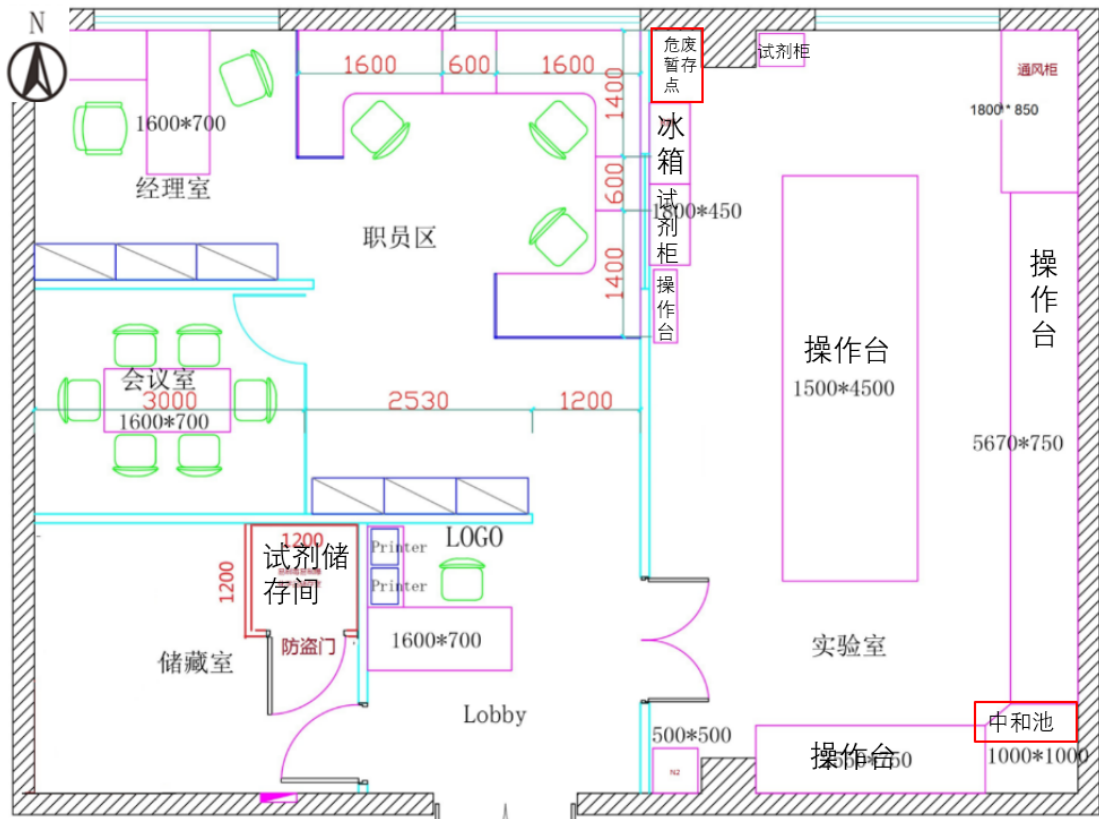 N
1600
600
1600
危废
暂存
点
试剂柜
通风柜
1400
1600*700
冰
箱
经理室
600
试
剂
柜
1800*450
职员区
1400
操
作
台
操
作
台
操作台
1500*4500
会议室
3000
2530
1200
1600*700
5670*750
LOGO
1200
Printer
试剂储
存间
Printer
1200
防盗门
1600*700
储藏室
实验室
Lobby
中和池
500*500
操作台
1000*1000
N2